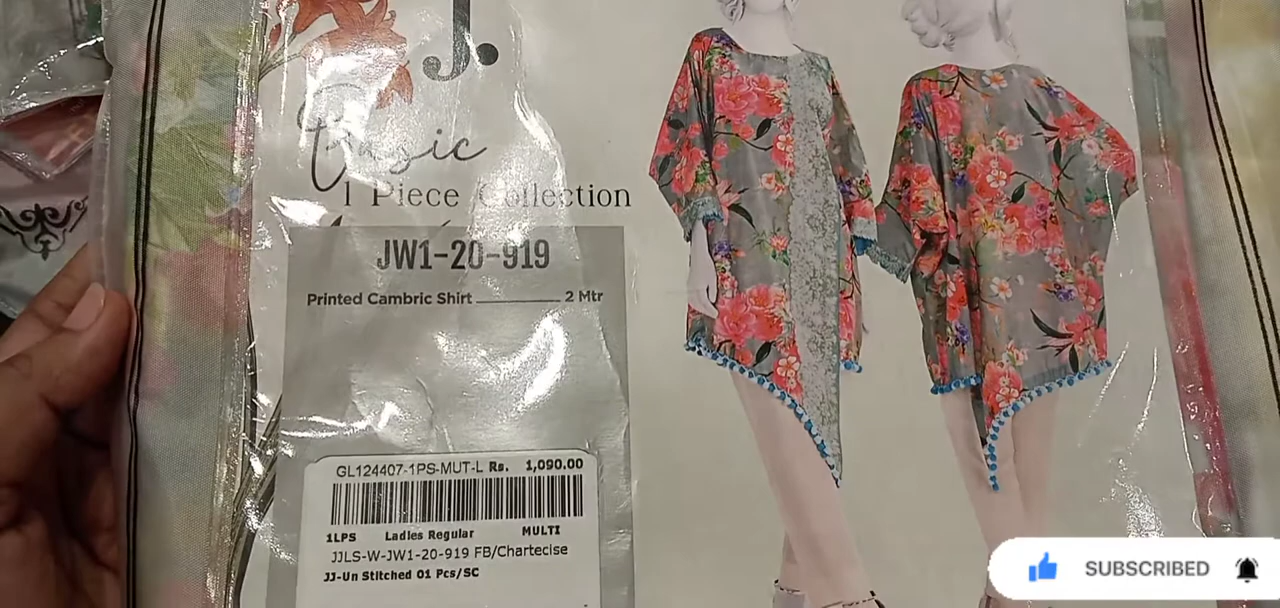 J.
1 Piece Collection
JW1-20-919
Printed Cambric Shirt 2 Mtr
GL124407-1PS-MUT-L Rs. 1,090.00
1LPS Ladies Regular MULTI
JJLS-W-JW1-20-919 FB/Chartecise
JJ-Un Stitched 01 Pcs/SC
SUBSCRIBED